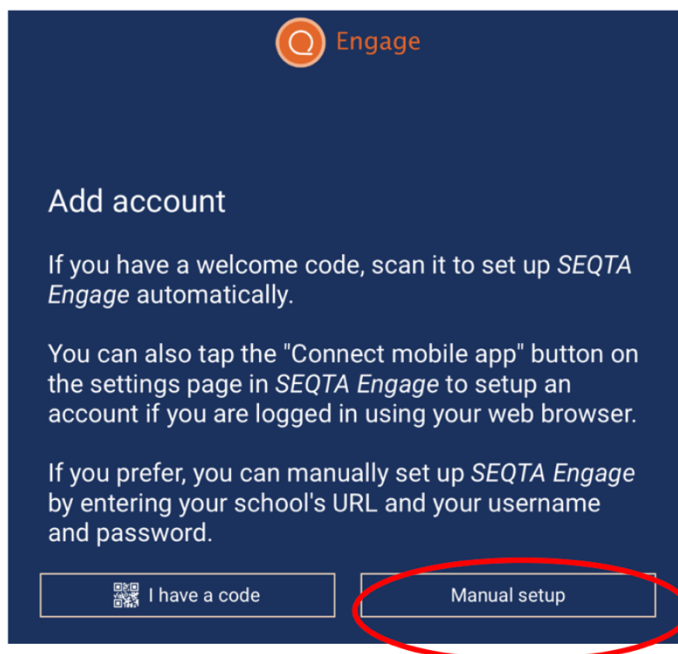 Engage
Add account
If you have a welcome code, scan it to set up SEQTA
Engage automatically.
You can also tap the "Connect mobile app" button on
the settings page in SEQTA Engage to setup an
account if you are logged in using your web browser.
If you prefer, you can manually set up SEQTA Engage
by entering your school's URL and your username
and password.
I have a code
Manual setup